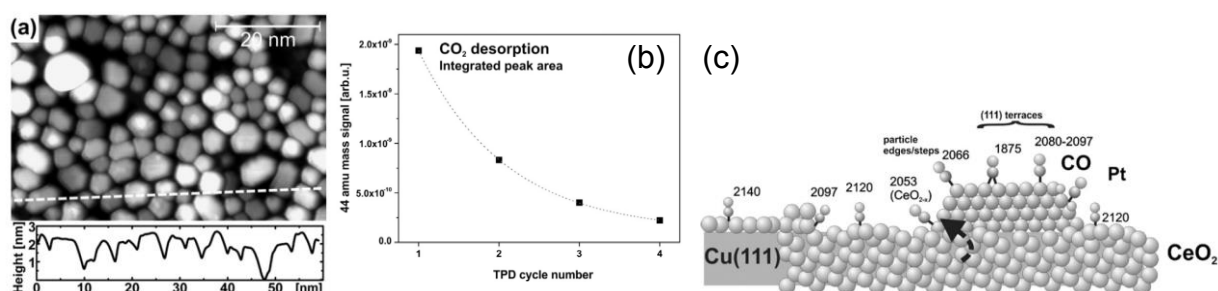 (a)
20 nm
Height [nm]
3
2
1
0 10 20 30 40 50 [nm]
44 amu mass signal [arb.u.]
2.0x10⁻⁹
1.5x10⁻⁹
1.0x10⁻⁹
5.0x10⁻¹⁰
0.0
CO₂ desorption
Integrated peak area
1 2 3 4
TPD cycle number
(b)
(c)
(111) terraces
particle
edges/steps
2066
1875
2080-2097
CO
Pt
2140
2097
2120
2053
(CeO₂₋ₓ)
2120
Cu(111)
CeO₂